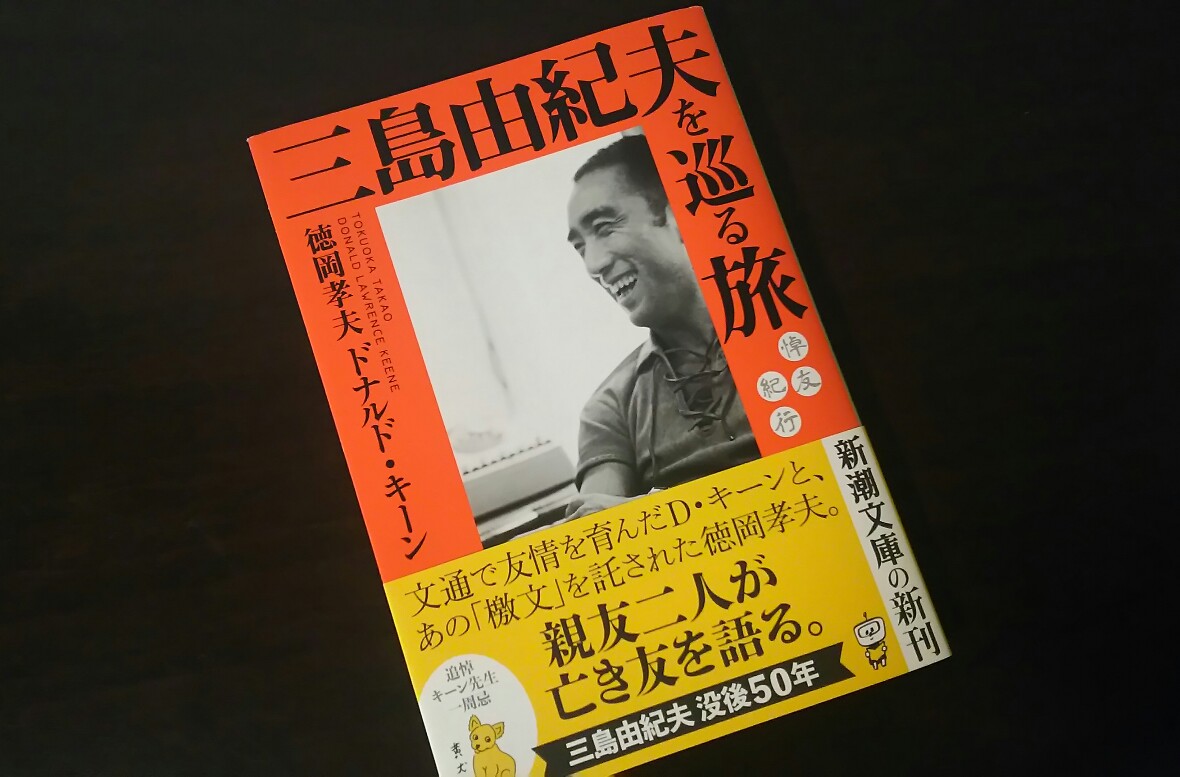 三島由紀夫
を巡る旅
悼友
紀行
徳岡孝夫 ドナルド・キーン
TOKUOKA TAKAO
DONALD LAWRENCE KEENE
文通で友情を育んだD・キーンと、
あの「檄文」を託された徳岡孝夫。
親友二人が
亡き友を語る。
三島由紀夫 没後50年
追悼
キーン先生
一周忌
黄犬
新潮文庫の新刊